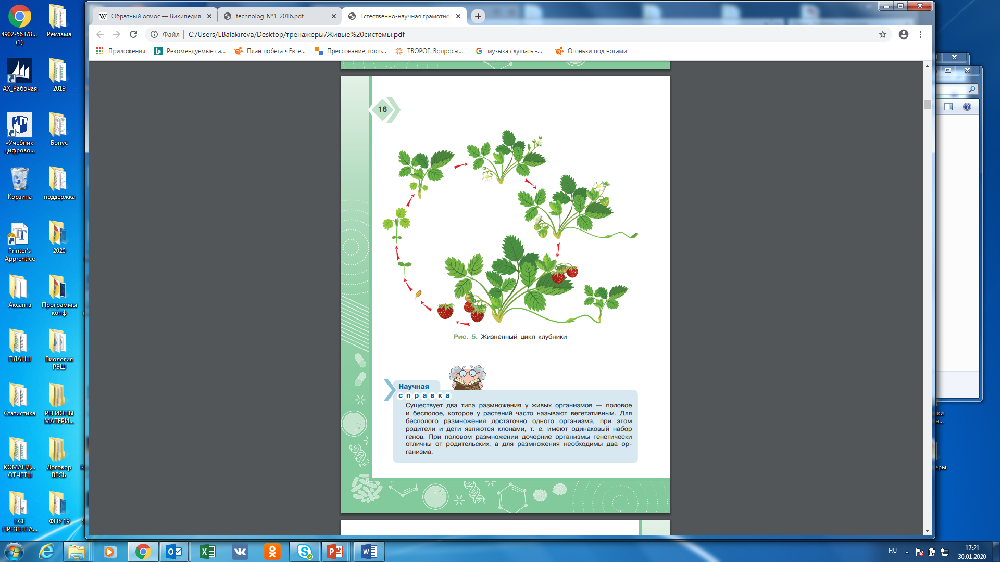 Обратный осмос — Википедия
technolog_№1_2016.pdf
Естественно-научная грамотно
Файл
C:/Users/EBalakireva/Desktop/тренажеры/Живые%20системы.pdf
Приложения
Рекомендуемые са...
План побега • Евге...
Прессование, посо...
ТВОРОГ. Вопросы...
музыка слушать -...
Огоньки под ногами
4902-56378...
(1)
Реклама
AX_Рабочая
2019
«Учебник
цифрово...
Бонус
Корзина
поддержка
Printer's
Apprentice
2020
Аксапта
Программы
конф
ПЛАНЫ
Биология
РЭШ
Статистика
РЕГИОНЫ
МАТЕРИ...
КОМАНД...
ОТЧЕТЫ
Договор
ВЕСЬ
ВСЕ
ПРЕЗЕНТА...
ФПУ 19
16
Рис. 5. Жизненный цикл клубники
Научная
справка
Существует два типа размножения у живых организмов — половое
и бесполое, которое у растений часто называют вегетативным. Для
бесполого размножения достаточно одного организма, при этом
родители и дети являются клонами, т. е. имеют одинаковый набор
генов. При половом размножении дочерние организмы генетически
отличны от родительских, а для размножения необходимы два ор-
ганизма.
RU
17:21
30.01.2020